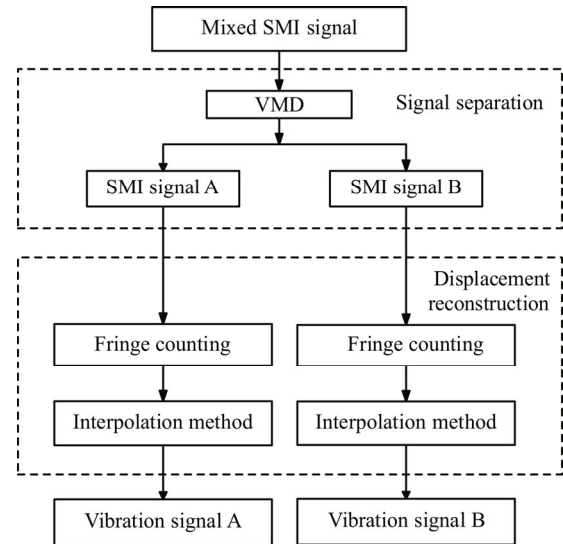 Mixed SMI signal
VMD
Signal separation
SMI signal A
SMI signal B
Displacement
reconstruction
Fringe counting
Fringe counting
Interpolation method
Interpolation method
Vibration signal A
Vibration signal B